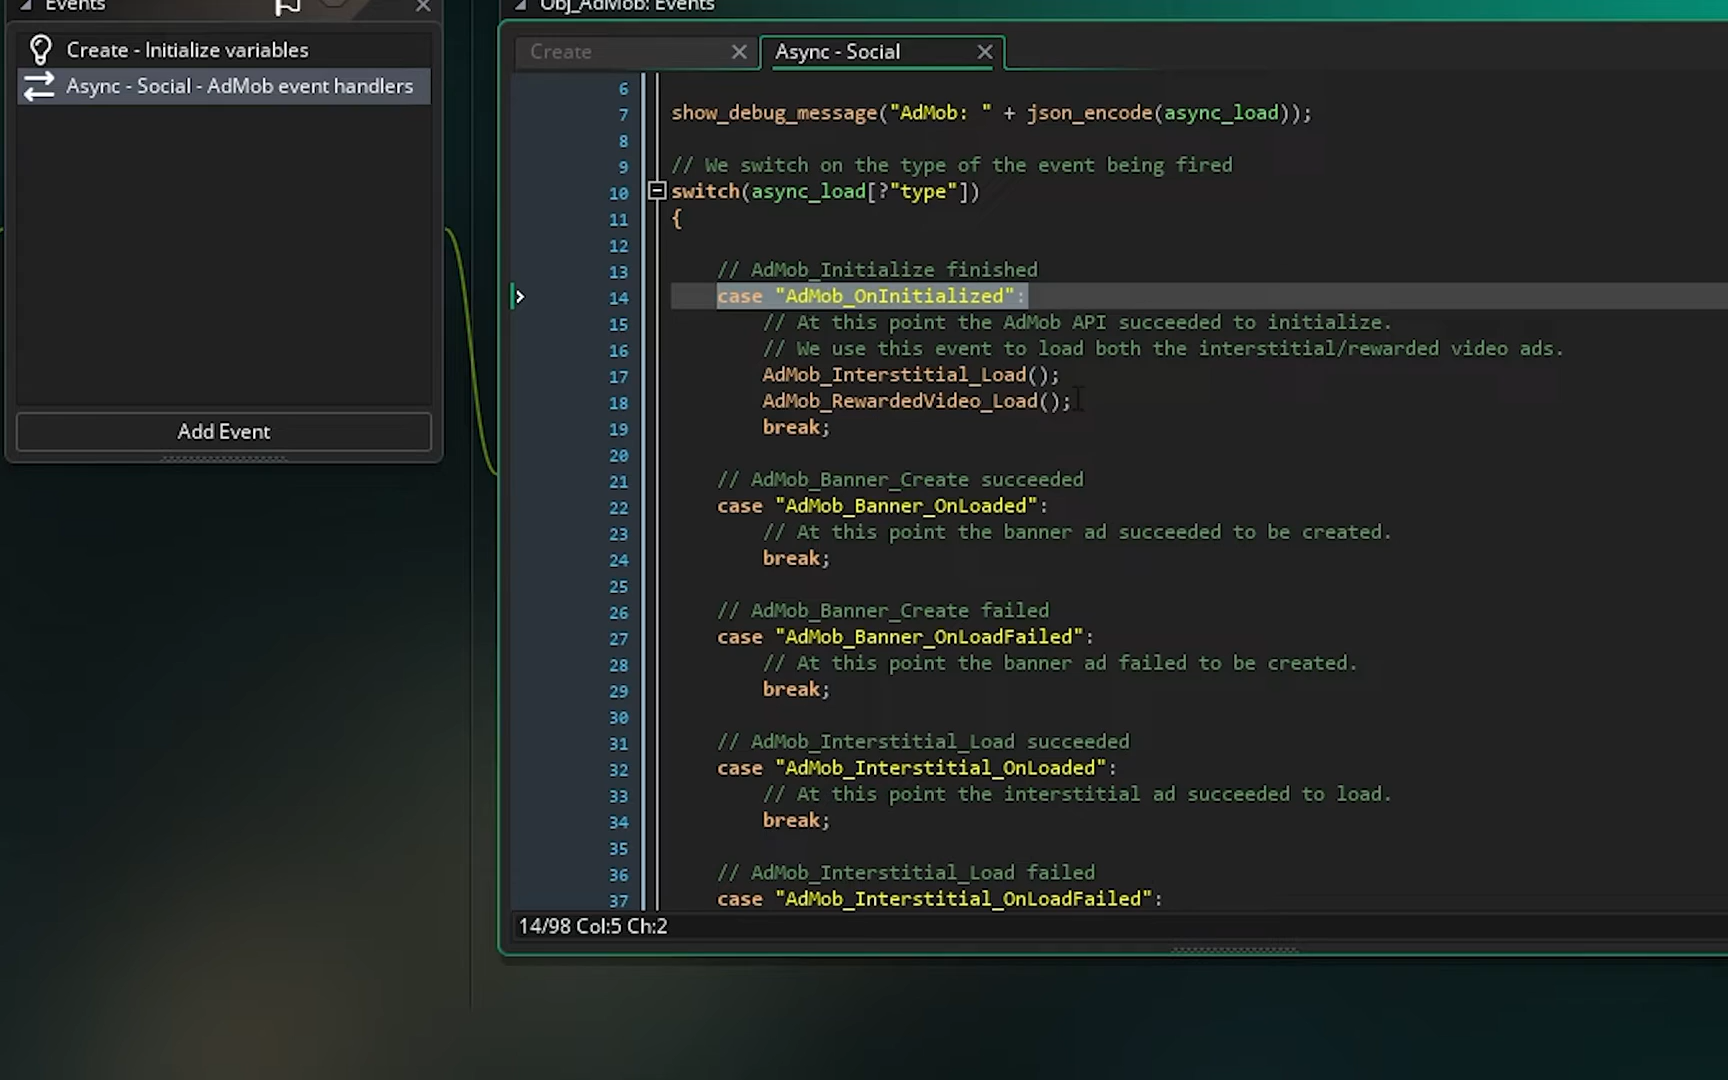 Events
Create - Initialize variables
Async - Social - AdMob event handlers
Add Event
Obj_AdMob: Events
Create
Async - Social
6
7 show_debug_message("AdMob: " + json_encode(async_load));
8
9 // We switch on the type of the event being fired
10 switch(async_load[?"type"])
11 {
12
13 // AdMob_Initialize finished
14 case "AdMob_OnInitialized":
15 // At this point the AdMob API succeeded to initialize.
16 // We use this event to load both the interstitial/rewarded video ads.
17 AdMob_Interstitial_Load();
18 AdMob_RewardedVideo_Load();
19 break;
20
21 // AdMob_Banner_Create succeeded
22 case "AdMob_Banner_OnLoaded":
23 // At this point the banner ad succeeded to be created.
24 break;
25
26 // AdMob_Banner_Create failed
27 case "AdMob_Banner_OnLoadFailed":
28 // At this point the banner ad failed to be created.
29 break;
30
31 // AdMob_Interstitial_Load succeeded
32 case "AdMob_Interstitial_OnLoaded":
33 // At this point the interstitial ad succeeded to load.
34 break;
35
36 // AdMob_Interstitial_Load failed
37 case "AdMob_Interstitial_OnLoadFailed":
14/98 Col:5 Ch:2